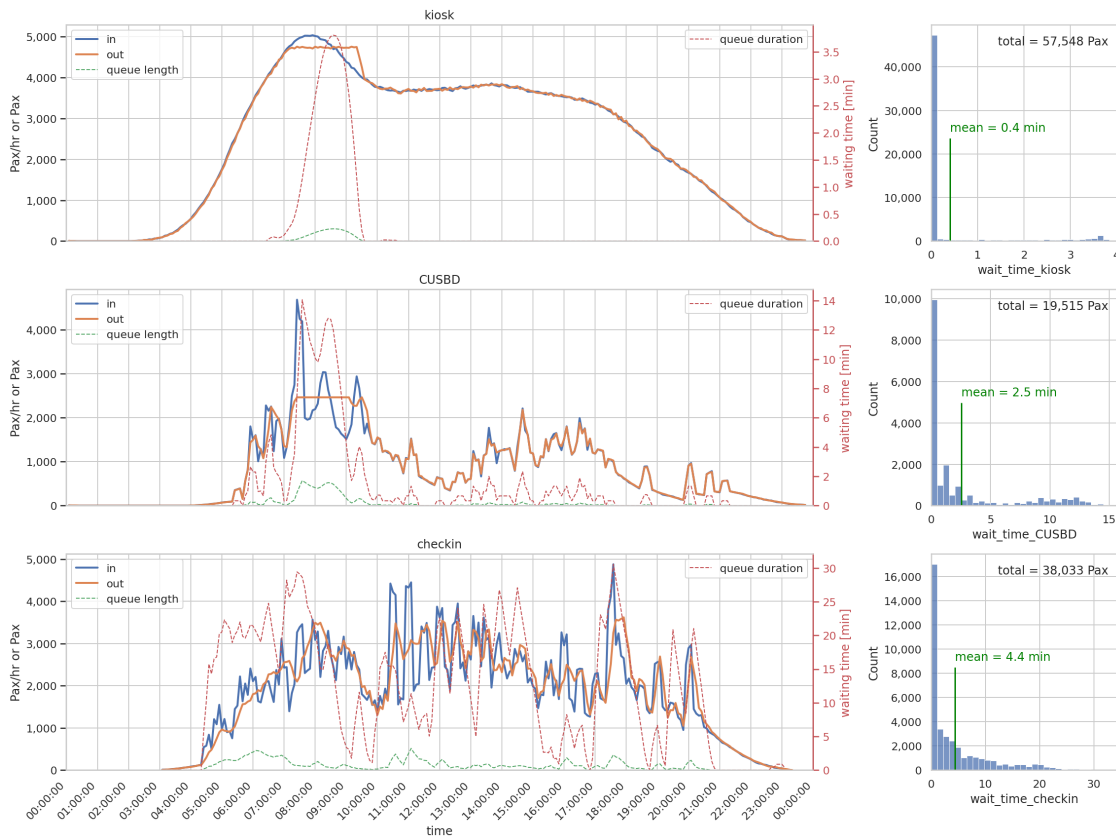 kiosk
5,000
4,000
3,000
2,000
1,000
0
Pax/hr or Pax
in
out
queue length
queue duration
3.5
3.0
2.5
2.0
1.5
1.0
0.5
0.0
waiting time [min]
total = 57,548 Pax
mean = 0.4 min
40,000
30,000
20,000
10,000
0
Count
0 1 2 3 4
wait_time_kiosk
CUSBD
4,000
3,000
2,000
1,000
0
Pax/hr or Pax
in
out
queue length
queue duration
14
12
10
8
6
4
2
0
waiting time [min]
total = 19,515 Pax
mean = 2.5 min
10,000
8,000
6,000
4,000
2,000
0
Count
0 5 10 15
wait_time_CUSBD
checkin
5,000
4,000
3,000
2,000
1,000
0
Pax/hr or Pax
in
out
queue length
queue duration
30
25
20
15
10
5
0
waiting time [min]
00:00:00 01:00:00 02:00:00 03:00:00 04:00:00 05:00:00 06:00:00 07:00:00 08:00:00 09:00:00 10:00:00 11:00:00 12:00:00 13:00:00 14:00:00 15:00:00 16:00:00 17:00:00 18:00:00 19:00:00 20:00:00 21:00:00 22:00:00 23:00:00 00:00:00
time
total = 38,033 Pax
mean = 4.4 min
16,000
14,000
12,000
10,000
8,000
6,000
4,000
2,000
0
Count
0 10 20 30
wait_time_checkin